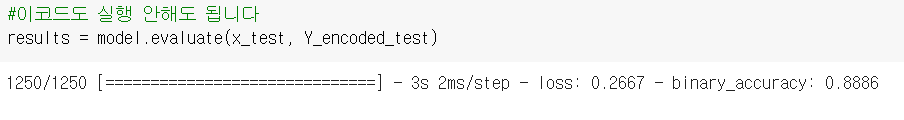 #이코드도 실행 안해도 됩니다
results = model.evaluate(x_test, Y_encoded_test)
1250/1250 [==============================] - 3s 2ms/step - loss: 0.2667 - binary_accuracy: 0.8886